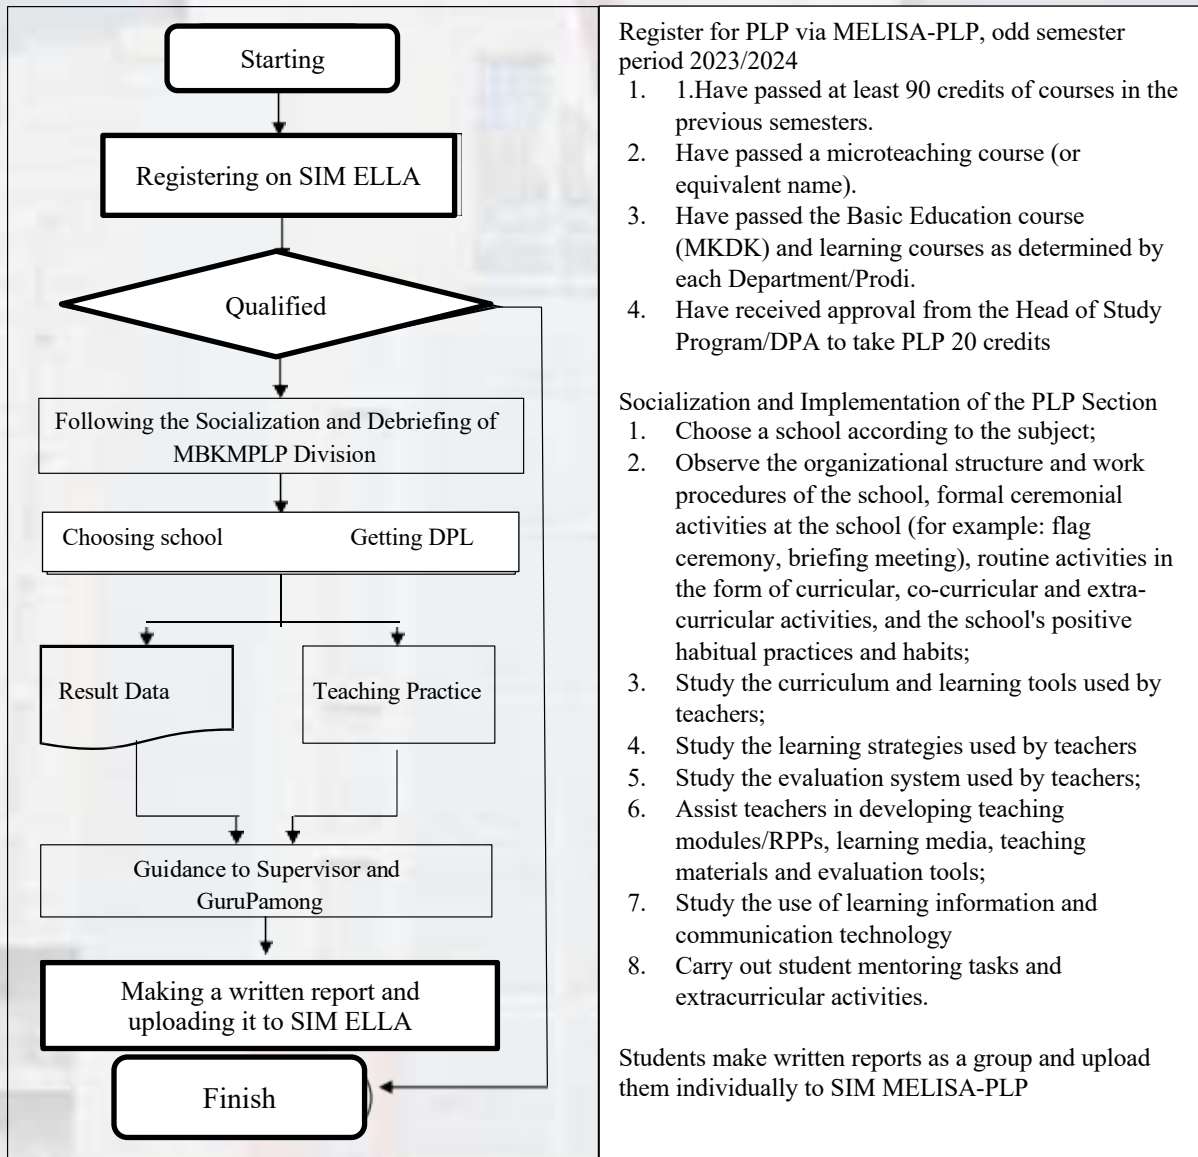 Starting
Registering on SIM ELLA
Qualified
Following the Socialization and Debriefing of
MBKMPLP Division
Choosing school
Getting DPL
Result Data
Teaching Practice
Guidance to Supervisor and
GuruPamong
Making a written report and
uploading it to SIM ELLA
Finish
Register for PLP via MELISA-PLP, odd semester
period 2023/2024
1. 1.Have passed at least 90 credits of courses in the
previous semesters.
2. Have passed a microteaching course (or
equivalent name).
3. Have passed the Basic Education course
(MKDK) and learning courses as determined by
each Department/Prodi.
4. Have received approval from the Head of Study
Program/DPA to take PLP 20 credits
Socialization and Implementation of the PLP Section
1. Choose a school according to the subject;
2. Observe the organizational structure and work
procedures of the school, formal ceremonial
activities at the school (for example: flag
ceremony, briefing meeting), routine activities in
the form of curricular, co-curricular and extra-
curricular activities, and the school's positive
habitual practices and habits;
3. Study the curriculum and learning tools used by
teachers;
4. Study the learning strategies used by teachers
5. Study the evaluation system used by teachers;
6. Assist teachers in developing teaching
modules/RPPs, learning media, teaching
materials and evaluation tools;
7. Study the use of learning information and
communication technology
8. Carry out student mentoring tasks and
extracurricular activities.
Students make written reports as a group and upload
them individually to SIM MELISA-PLP